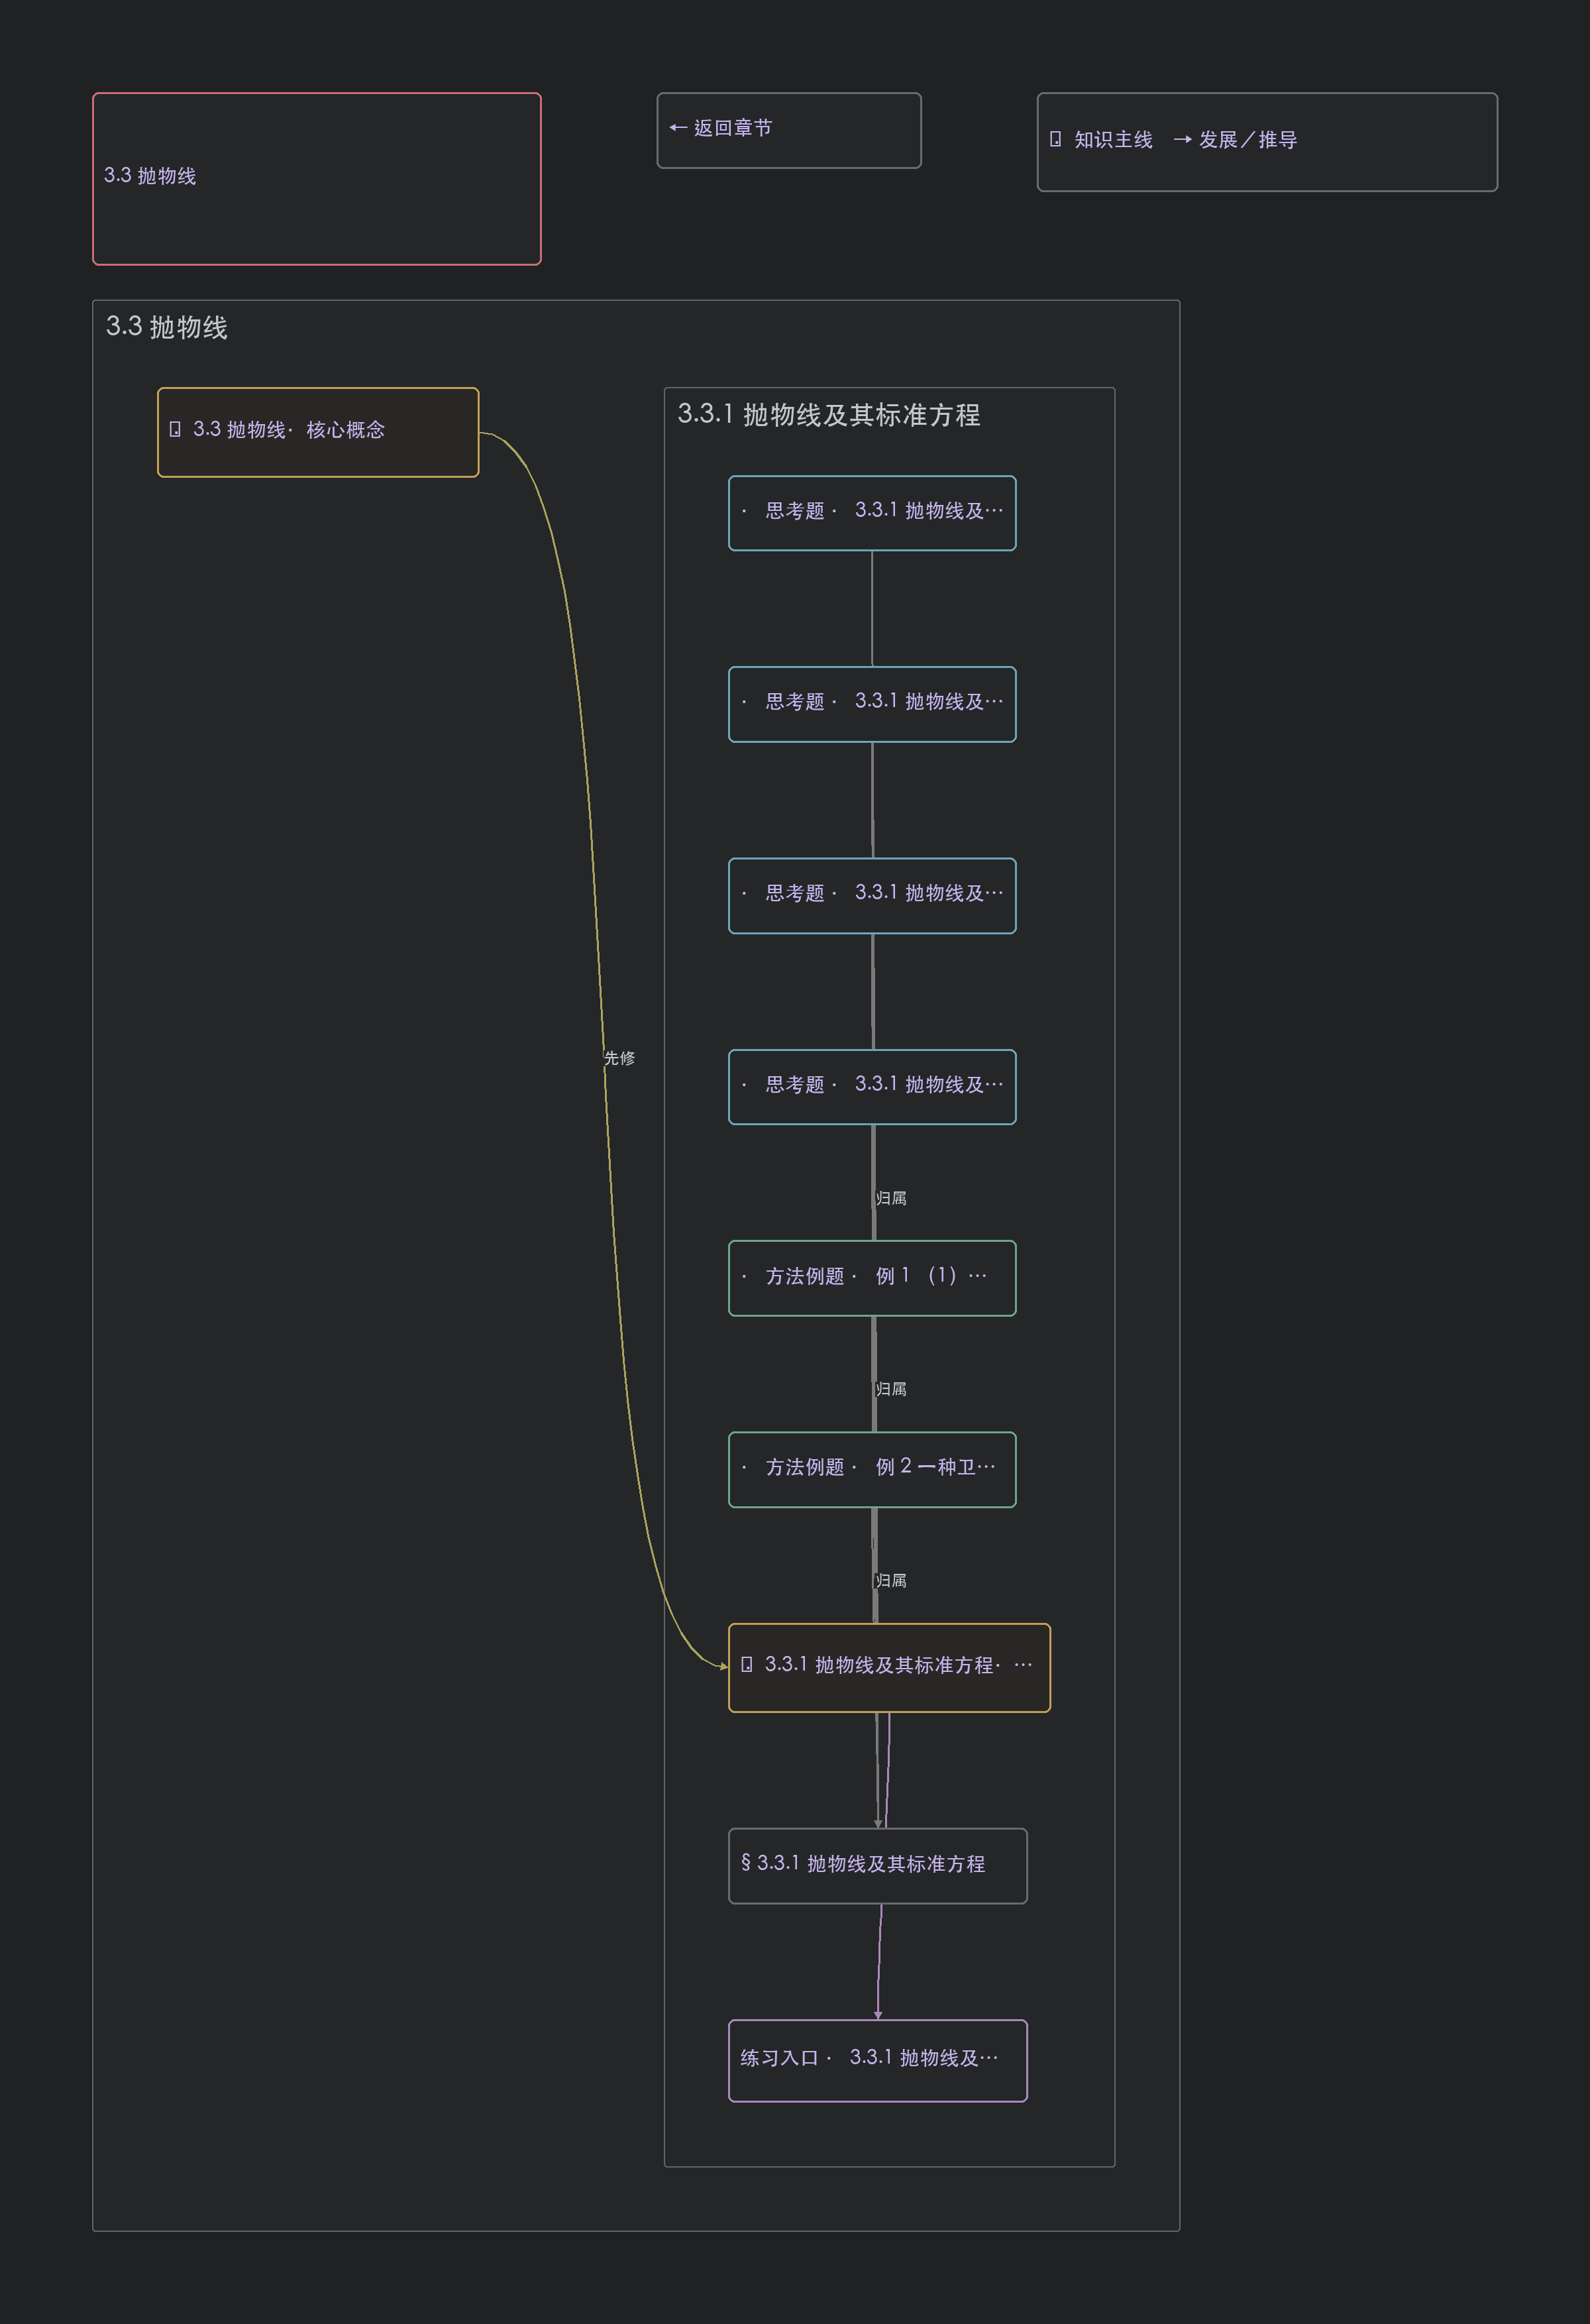 3.3 抛物线
← 返回章节
知识主线 → 发展／推导
3.3 抛物线
3.3 抛物线· 核心概念
3.3.1 抛物线及其标准方程
· 思考题 · 3.3.1 抛物线及…
· 思考题 · 3.3.1 抛物线及…
· 思考题 · 3.3.1 抛物线及…
先修
· 思考题 · 3.3.1 抛物线及…
归属
· 方法例题 · 例 1 (1) …
归属
· 方法例题 · 例 2 一种卫…
归属
3.3.1 抛物线及其标准方程· …
§ 3.3.1 抛物线及其标准方程
练习入口 · 3.3.1 抛物线及…